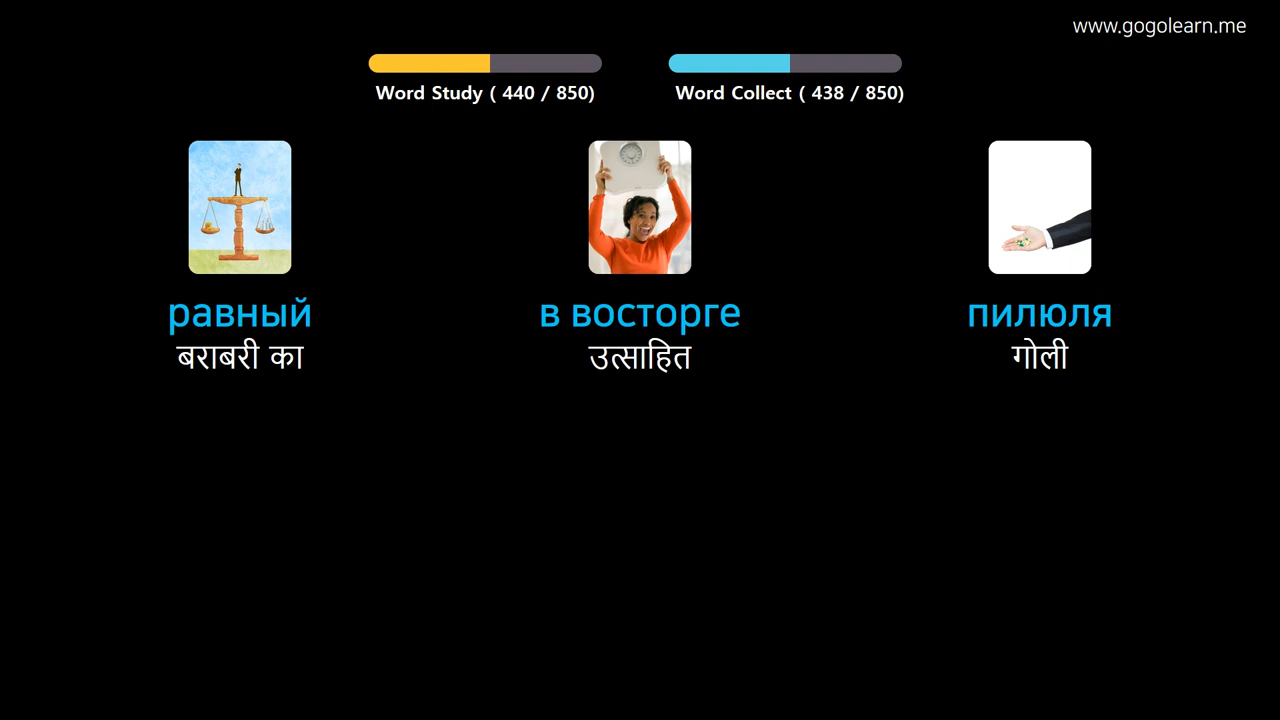 www.gogolearn.me
Word Study ( 440 / 850)
Word Collect ( 438 / 850)
равный
в восторге
пилюля
बराबरी का
उत्साहित
गोली